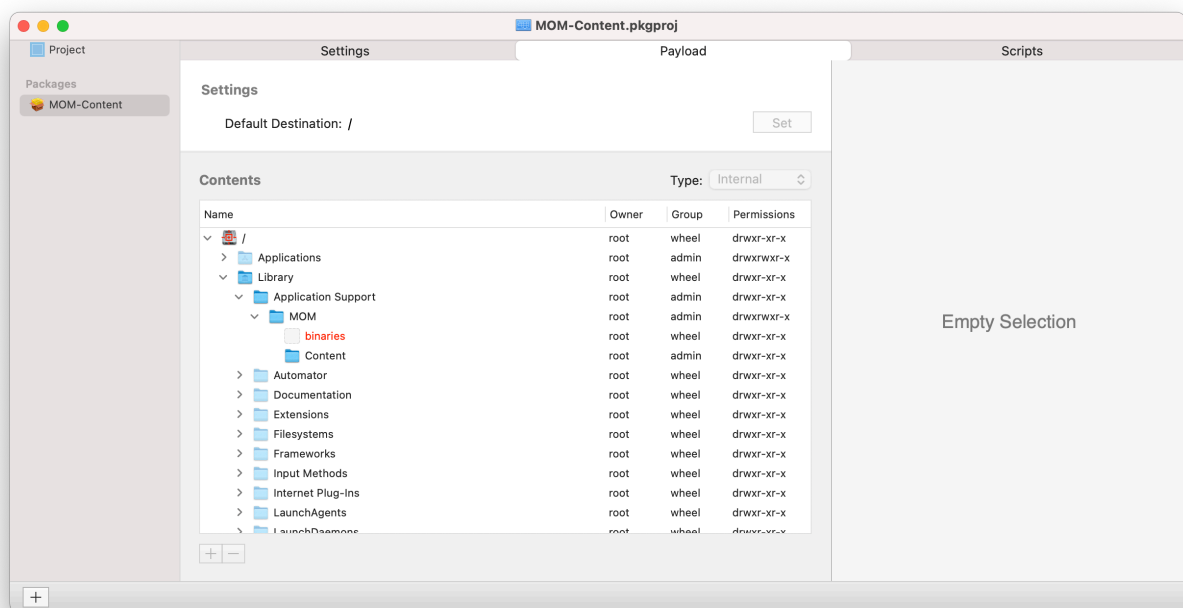 MOM-Content.pkgproj
Project
Settings
Payload
Scripts
Packages
MOM-Content
Settings
Default Destination: /
Set
Contents
Type: Internal
Name Owner Group Permissions
/ root wheel drwxr-xr-x
Applications root admin drwxrwxr-x
Library root wheel drwxr-xr-x
Application Support root admin drwxr-xr-x
MOM root admin drwxrwxr-x
binaries root wheel drwxr-xr-x
Content root admin drwxr-xr-x
Automator root wheel drwxr-xr-x
Documentation root wheel drwxr-xr-x
Extensions root wheel drwxr-xr-x
Filesystems root wheel drwxr-xr-x
Frameworks root wheel drwxr-xr-x
Input Methods root wheel drwxr-xr-x
Internet Plug-Ins root wheel drwxr-xr-x
LaunchAgents root wheel drwxr-xr-x
LaunchDaemons root wheel drwxr-xr-x
Empty Selection